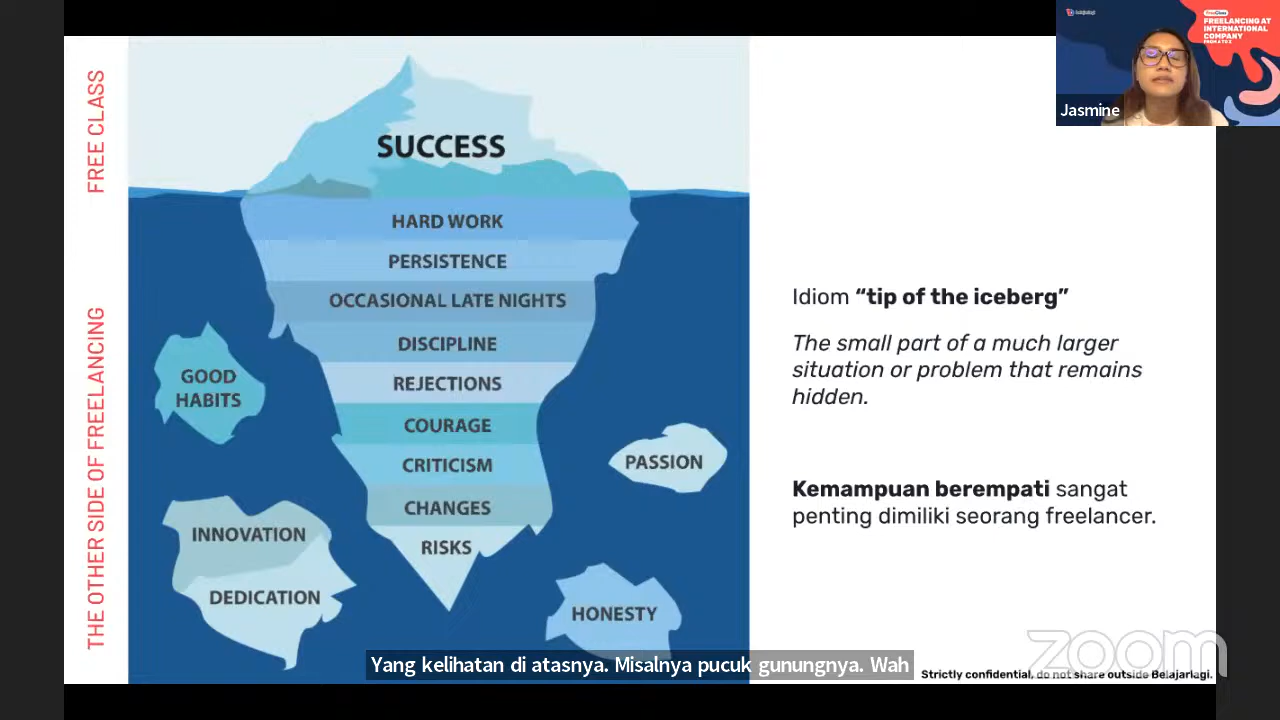 FREE CLASS
THE OTHER SIDE OF FREELANCING
SUCCESS
HARD WORK
PERSISTENCE
OCCASIONAL LATE NIGHTS
DISCIPLINE
REJECTIONS
COURAGE
CRITICISM
CHANGES
RISKS
GOOD
HABITS
INNOVATION
DEDICATION
PASSION
HONESTY
Idiom “tip of the iceberg”
The small part of a much larger
situation or problem that remains
hidden.
Kemampuan berempati sangat
penting dimiliki seorang freelancer.
FREELANCING AT
INTERNATIONAL
COMPANY
FROM A TO Z
Jasmine
Yang kelihatan di atasnya. Misalnya pucuk gunungnya. Wah
zoom
Strictly confidential, do not share outside Belajarlagi.